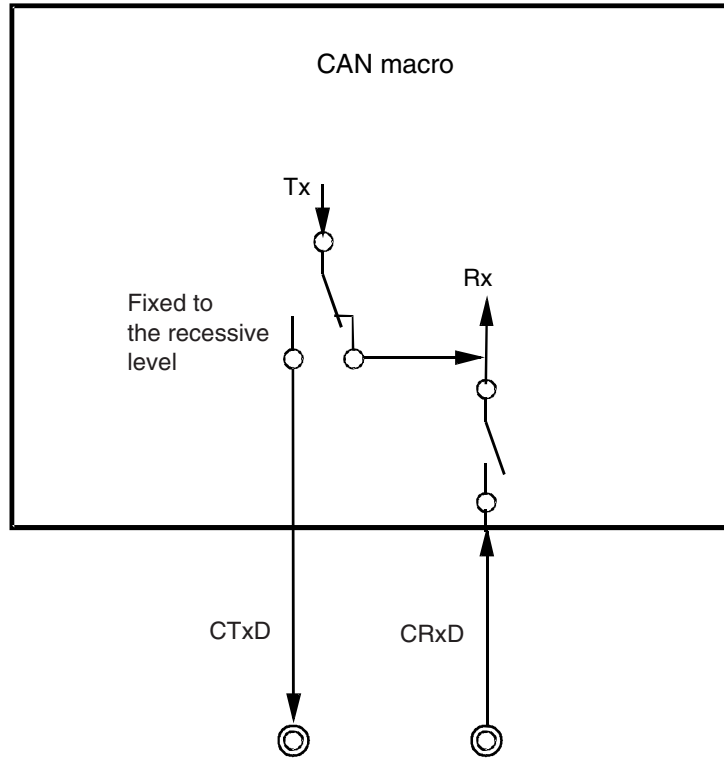 CAN macro
Tx
Rx
Fixed to
the recessive
level
CTxD
CRxD